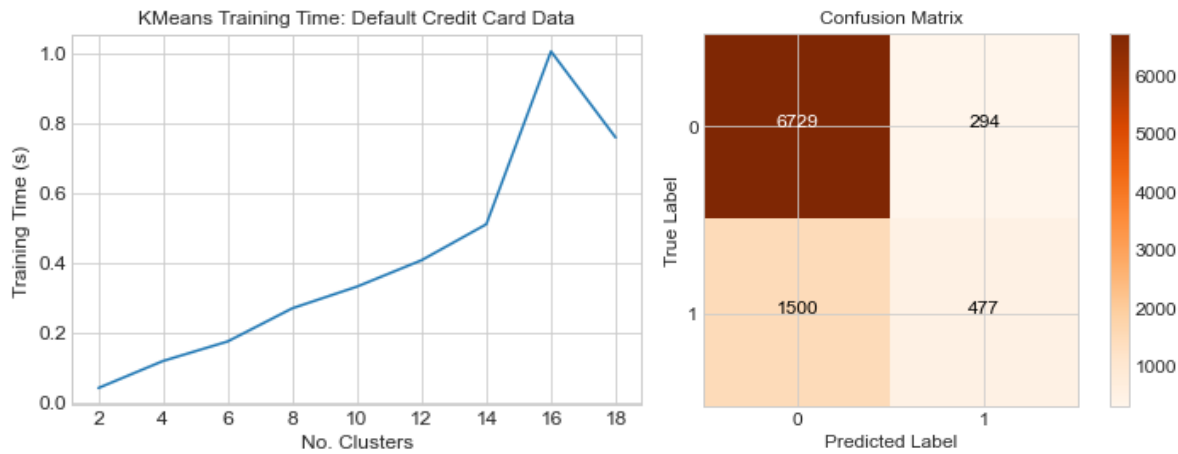 KMeans Training Time: Default Credit Card Data
Training Time (s)
1.0
0.8
0.6
0.4
0.2
0.0
2 4 6 8 10 12 14 16 18
No. Clusters
Confusion Matrix
True Label
0
1
6729 294
1500 477
0 1
Predicted Label
6000
5000
4000
3000
2000
1000